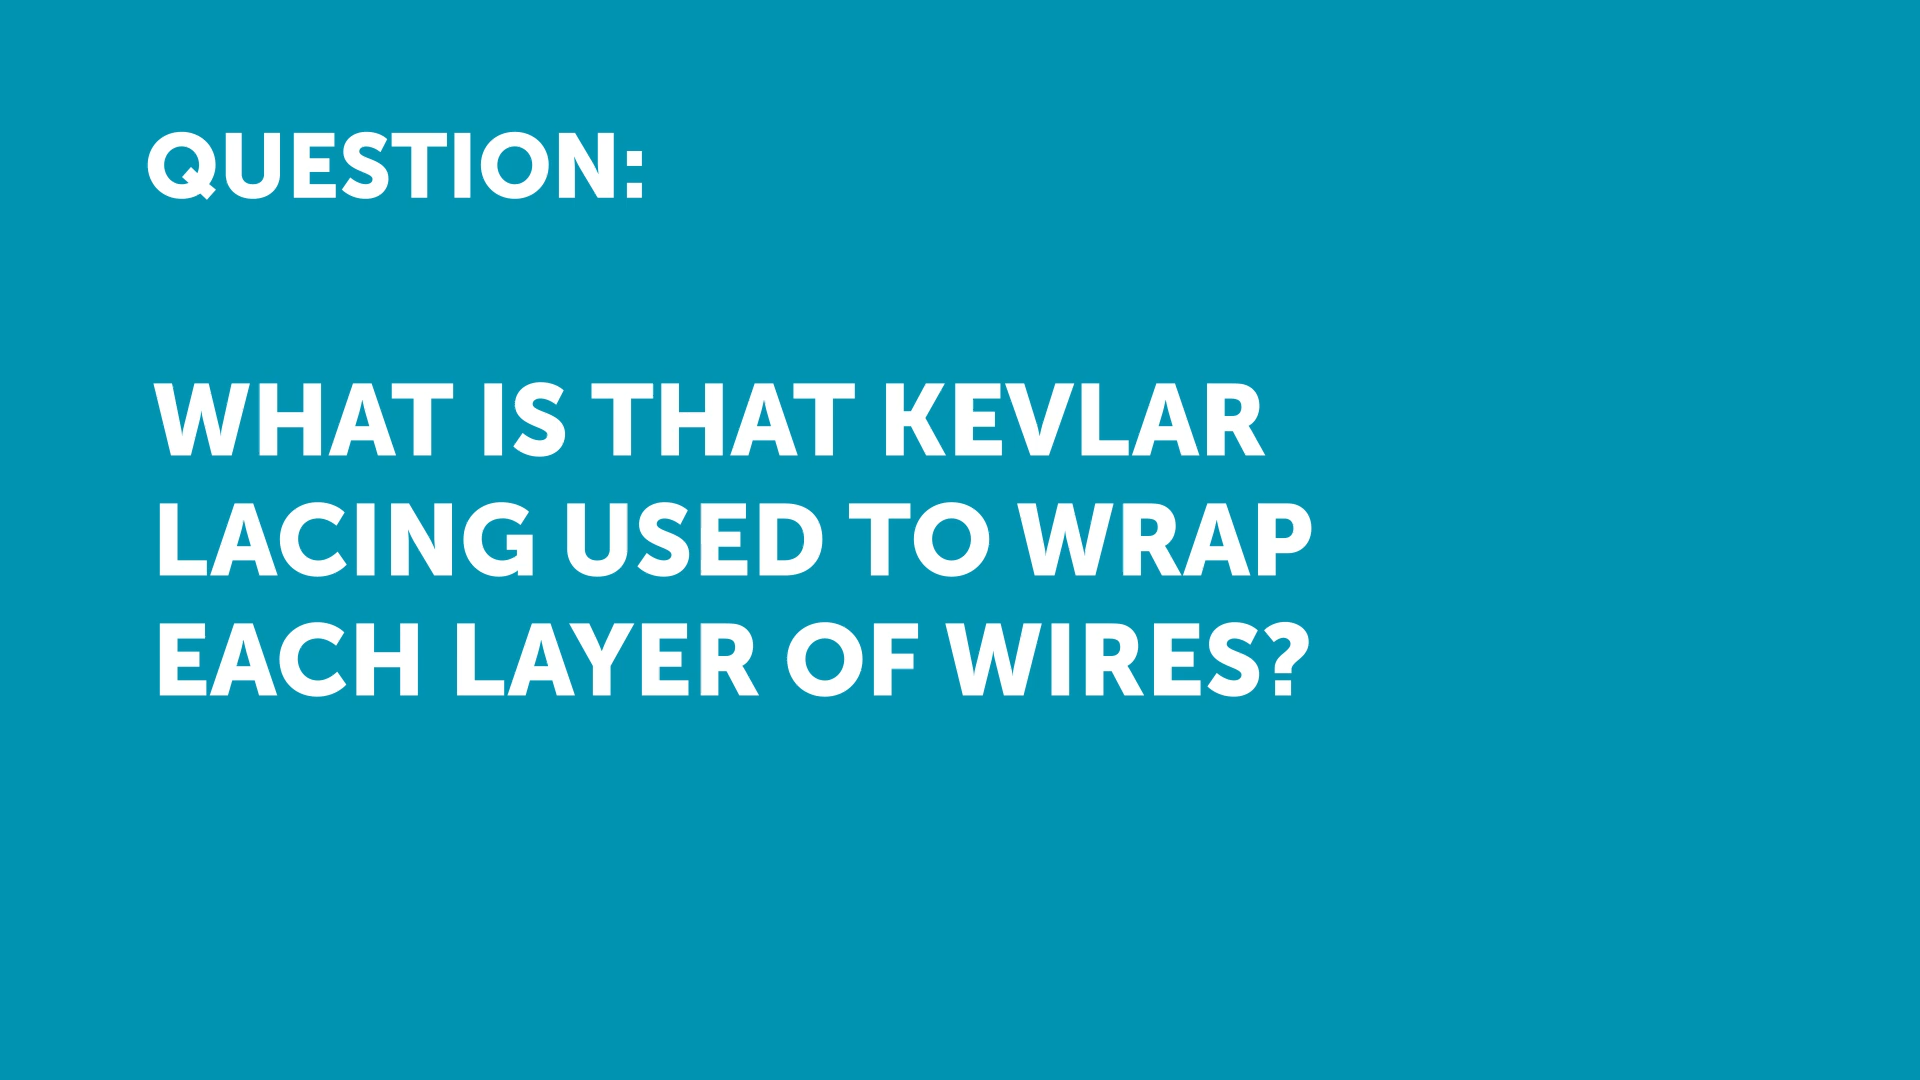 QUESTION:
WHAT IS THAT KEVLAR
LACING USED TO WRAP
EACH LAYER OF WIRES?